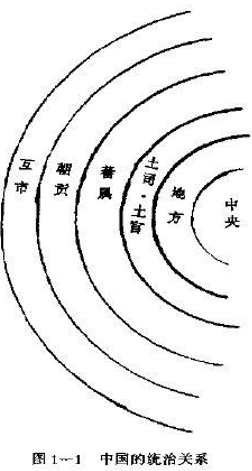 互市
朝贡
藩属
土司·土官
地方
中央
图1—1 中国的统治关系